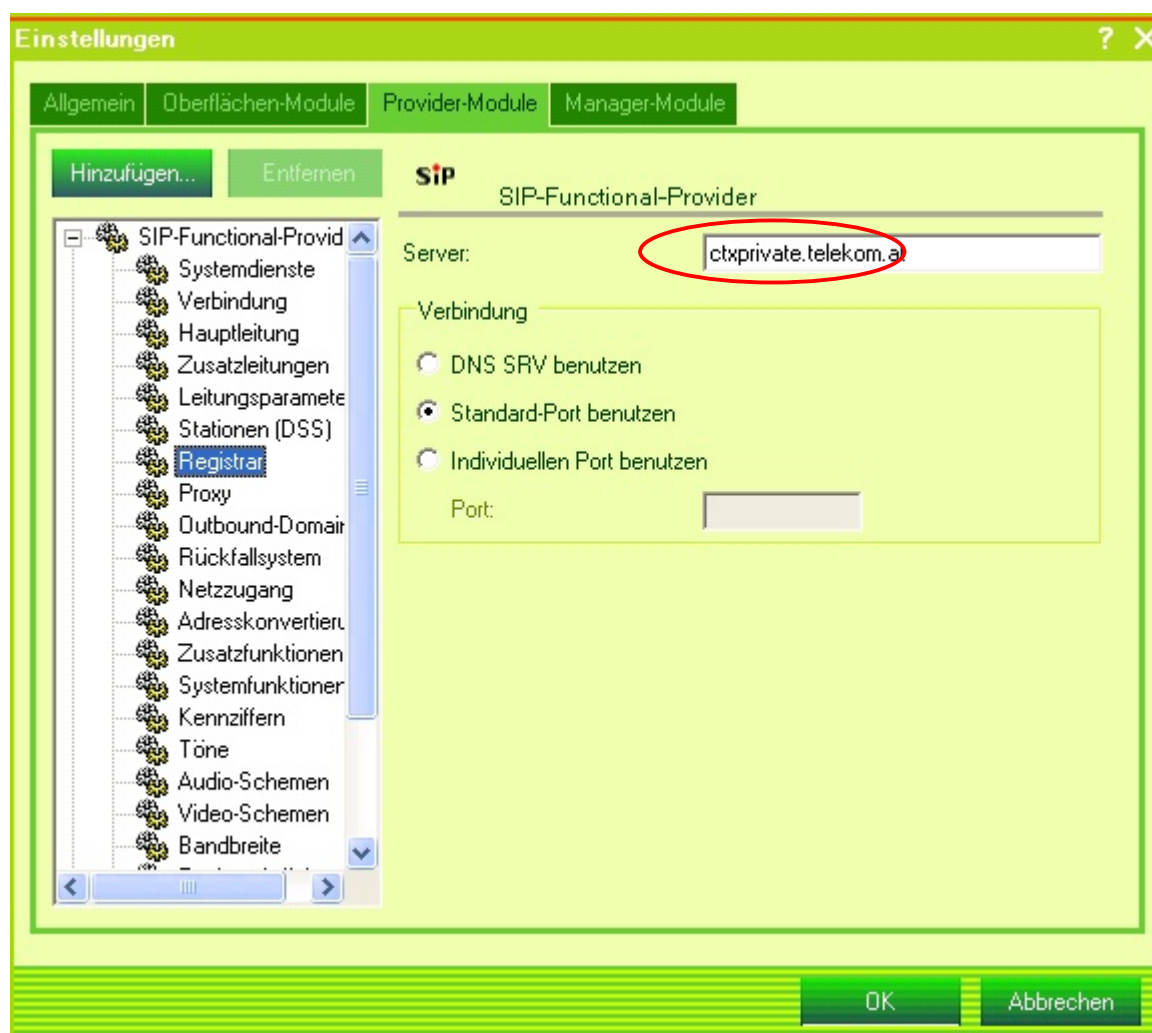 Einstellungen
Allgemein Oberflächen-Module Provider-Module Manager-Module
Hinzufügen... Entfernen
SIP
SIP-Functional-Provider
SIP-Functional-Provid
Systemdienste
Verbindung
Hauptleitung
Zusatzleitungen
Leitungsparamete
Stationen (DSS)
Registrar
Proxy
Outbound-Domair
Rückfallsystem
Netzzugang
Adresskonvertieru
Zusatzfunktionen
Systemfunktioner
Kennziffern
Töne
Audio-Schemen
Video-Schemen
Bandbreite
Server: ctxprivate.telekom.at
Verbindung
DNS SRV benutzen
Standard-Port benutzen
Individuellen Port benutzen
Port:
OK Abbrechen